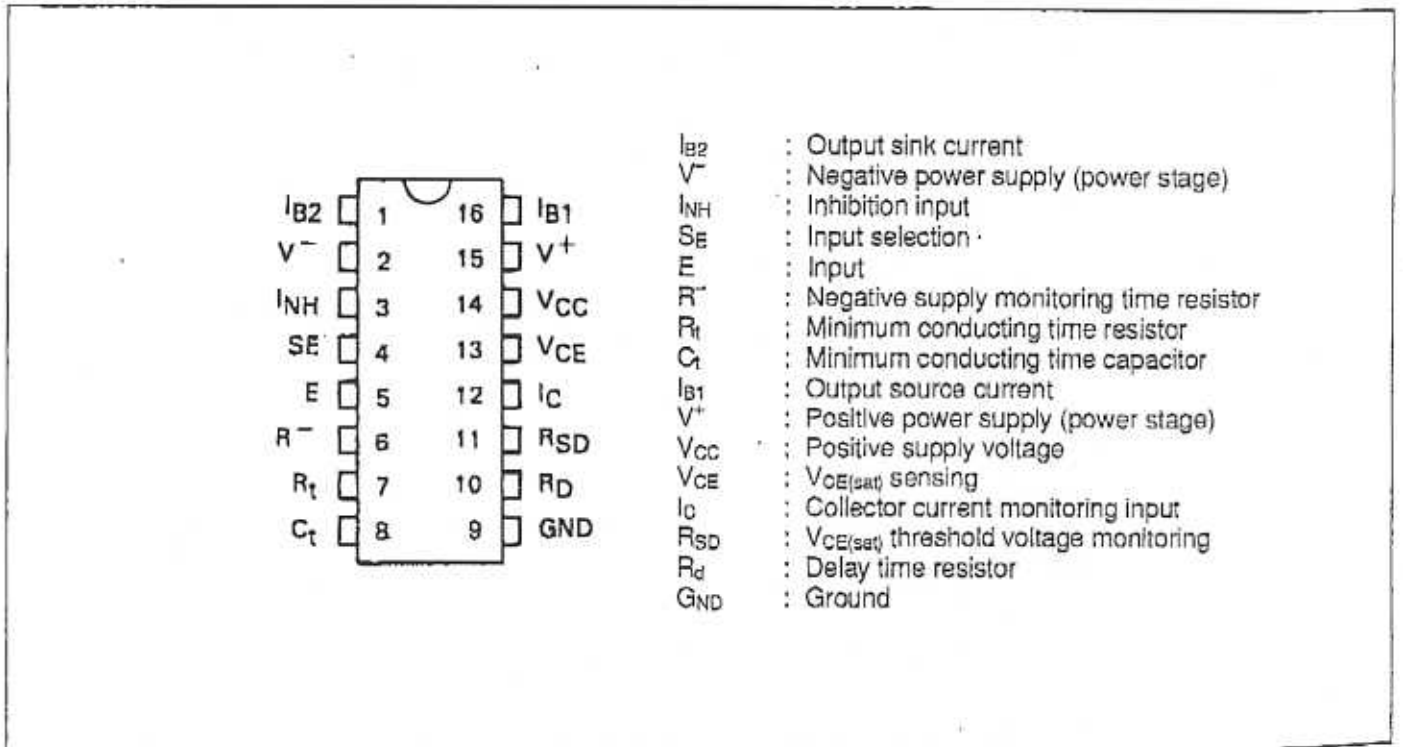 IB2 1 16 IB1
V− 2 15 V+
INH 3 14 VCC
SE 4 13 VCE
E 5 12 IC
R− 6 11 RSD
Rt 7 10 RD
Ct 8 9 GND
IB2 : Output sink current
V− : Negative power supply (power stage)
INH : Inhibition input
SE : Input selection
E : Input
R− : Negative supply monitoring time resistor
Rt : Minimum conducting time resistor
Ct : Minimum conducting time capacitor
IB1 : Output source current
V+ : Positive power supply (power stage)
VCC : Positive supply voltage
VCE : VCE(sat) sensing
IC : Collector current monitoring input
RSD : VCE(sat) threshold voltage monitoring
Rd : Delay time resistor
GND : Ground